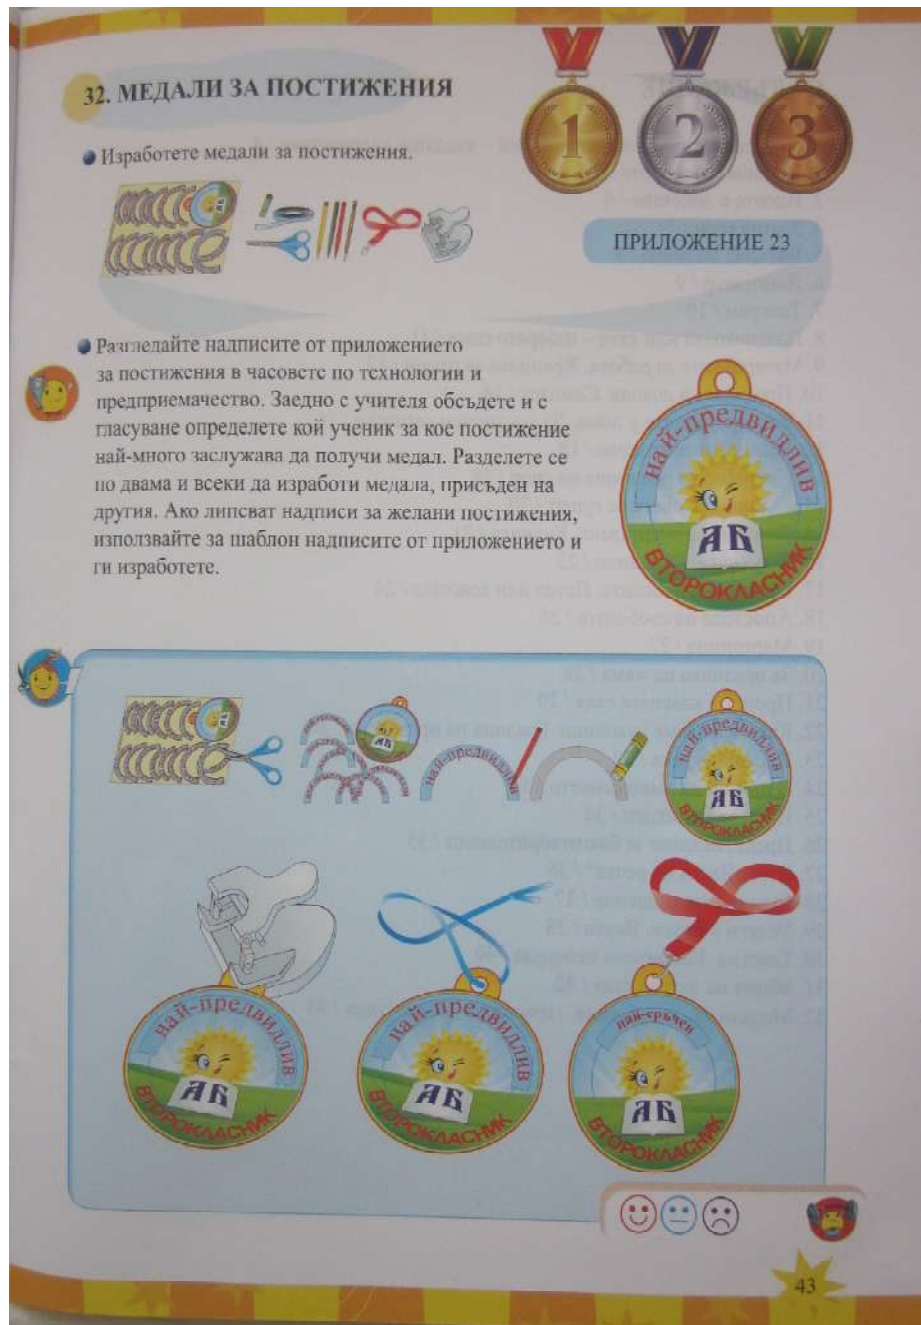 32. МЕДАЛИ ЗА ПОСТИЖЕНИЯ
1
2
3
Изработете медали за постижения.
ПРИЛОЖЕНИЕ 23
Разгледайте надписите от приложението
за постижения в часовете по технологии и
предприемачество. Заедно с учителя обсъдете и с
гласуване определете кой ученик за кое постижение
най-много заслужава да получи медал. Разделете се
по двама и всеки да изработи медала, присъден на
другия. Ако липсват надписи за желани постижения,
използвайте за шаблон надписите от приложението и
ги изработете.
най-предвидлив
АБ
ВТОРОКЛАСНИК
най-предвидлив
най-предвидлив
АБ
ВТОРОКЛАСНИК
най-предвидлив
АБ
ВТОРОКЛАСНИК
най-предвидлив
АБ
ВТОРОКЛАСНИК
най-сръчен
АБ
ВТОРОКЛАСНИК
43